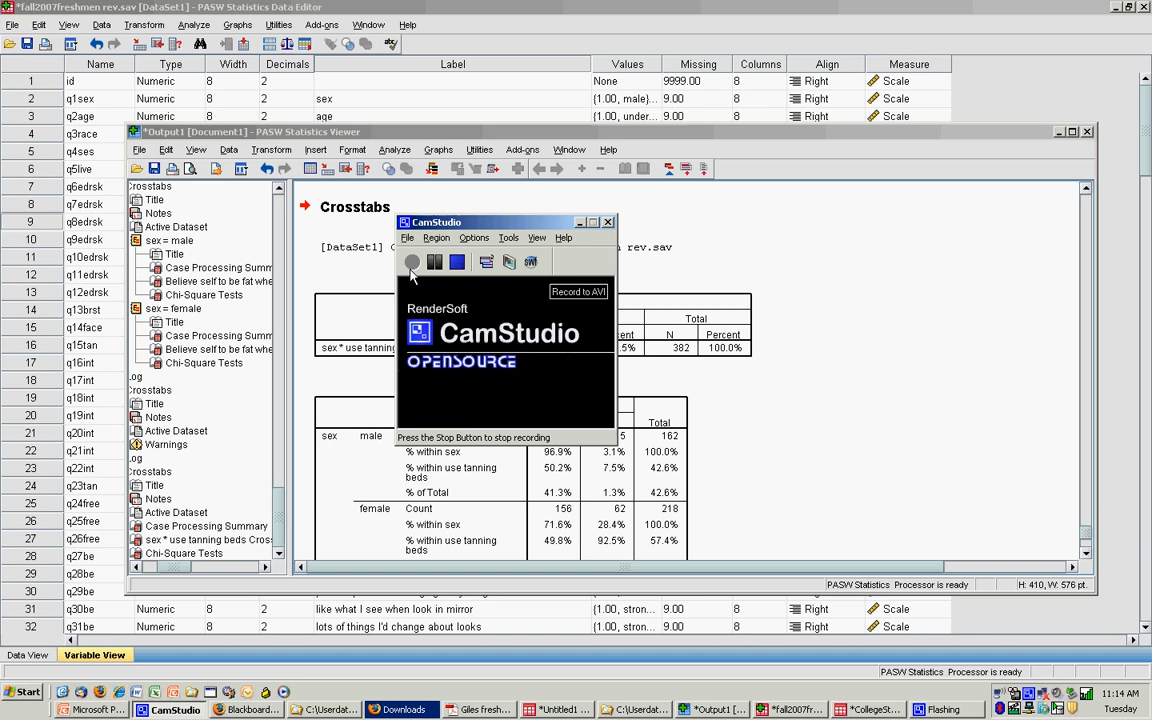 *fall2007freshmen rev.sav [DataSet1] - PASW Statistics Data Editor
File Edit View Data Transform Analyze Graphs Utilities Add-ons Window Help
Name Type Width Decimals Label Values Missing Columns Align Measure
1 id Numeric 8 2 None 9999.00 8 Right Scale
2 q1sex Numeric 8 2 sex {1.00, male}... 9.00 8 Right Scale
3 q2age Numeric 8 2 age {1.00, under... 9.00 8 Right Scale
4 q3race
5 q4ses
6 q5live
7 q6edrsk
8 q7edrsk
9 q8edrsk
10 q9edrsk
11 q10edrsk
12 q11edrsk
13 q12edrsk
14 q13brst
15 q14face
16 q15tan
17 q16int
18 q17int
19 q18int
20 q19int
21 q20int
22 q21int
23 q22int
24 q23tan
25 q24free
26 q25free
27 q26free
28 q27be
29 q28be
30 q29be
31 q30be Numeric 8 2 like what I see when look in mirror {1.00, stron... 9.00 8 Right Scale
32 q31be Numeric 8 2 lots of things I'd change about looks {1.00, stron... 9.00 8 Right Scale
*Output1 [Document1] - PASW Statistics Viewer
File Edit View Data Transform Insert Format Analyze Graphs Utilities Add-ons Window Help
Crosstabs
Title
Notes
Active Dataset
sex = male
Title
Case Processing Summ
Believe self to be fat whe
Chi-Square Tests
sex = female
Title
Case Processing Summ
Believe self to be fat whe
Chi-Square Tests
Log
Crosstabs
Title
Notes
Active Dataset
Warnings
Log
Crosstabs
Title
Notes
Active Dataset
Case Processing Summary
sex * use tanning beds Cros
Chi-Square Tests
Crosstabs
[DataSet1] rev.sav
Total
N Percent
sex * use tanning .5% 382 100.0%
Total
sex male 5 162
% within sex 96.9% 3.1% 100.0%
% within use tanning beds 50.2% 7.5% 42.6%
% of Total 41.3% 1.3% 42.6%
female Count 156 62 218
% within sex 71.6% 28.4% 100.0%
% within use tanning beds 49.8% 92.5% 57.4%
PASW Statistics Processor is ready H: 410, W: 576 pt.
CamStudio
File Region Options Tools View Help
Record to AVI
RenderSoft
CamStudio
OPENSOURCE
Press the Stop Button to stop recording
Data View Variable View
PASW Statistics Processor is ready
Start 11:14 AM
Microsoft P... CamStudio Blackboard... C:\Userdat... Downloads Giles fresh... *Untitled1 ... C:\Userdat... *Output1 [... *fall2007fr... *CollegeSt... Flashing Tuesday